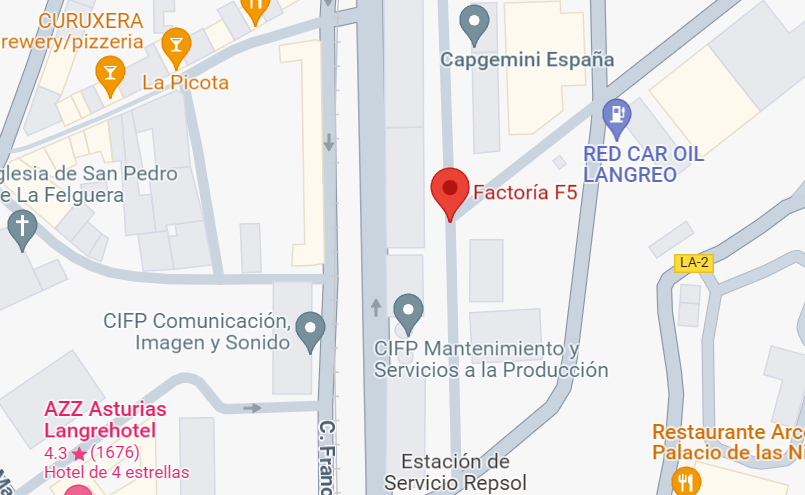 CURUXERA
rewery/pizzeria
La Picota
Capgemini España
RED CAR OIL
LANGREO
glesia de San Pedro
e La Felguera
Factoría F5
LA-2
CIFP Comunicación,
Imagen y Sonido
CIFP Mantenimiento y
Servicios a la Producción
AZZ Asturias
Langrehotel
4.3 ★ (1676)
Hotel de 4 estrellas
C. Franc
Ma
Estación de
Servicio Repsol
Restaurante Arc
Palacio de las Ni